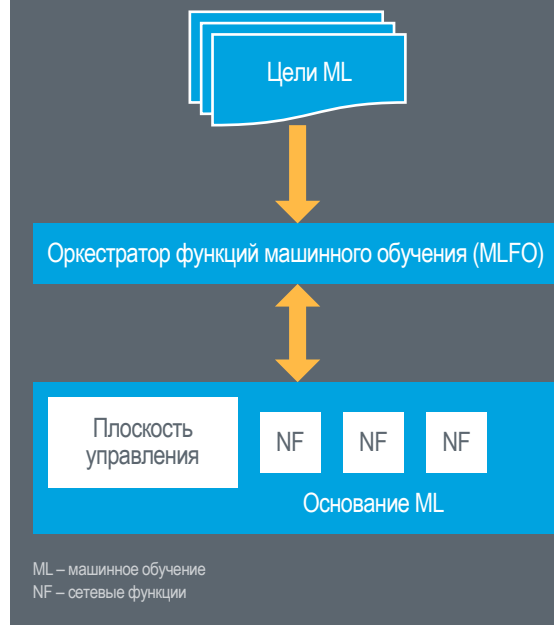 Цели ML
Оркестратор функций машинного обучения (MLFO)
Плоскость
управления
NF
NF
NF
Основание ML
ML – машинное обучение
NF – сетевые функции